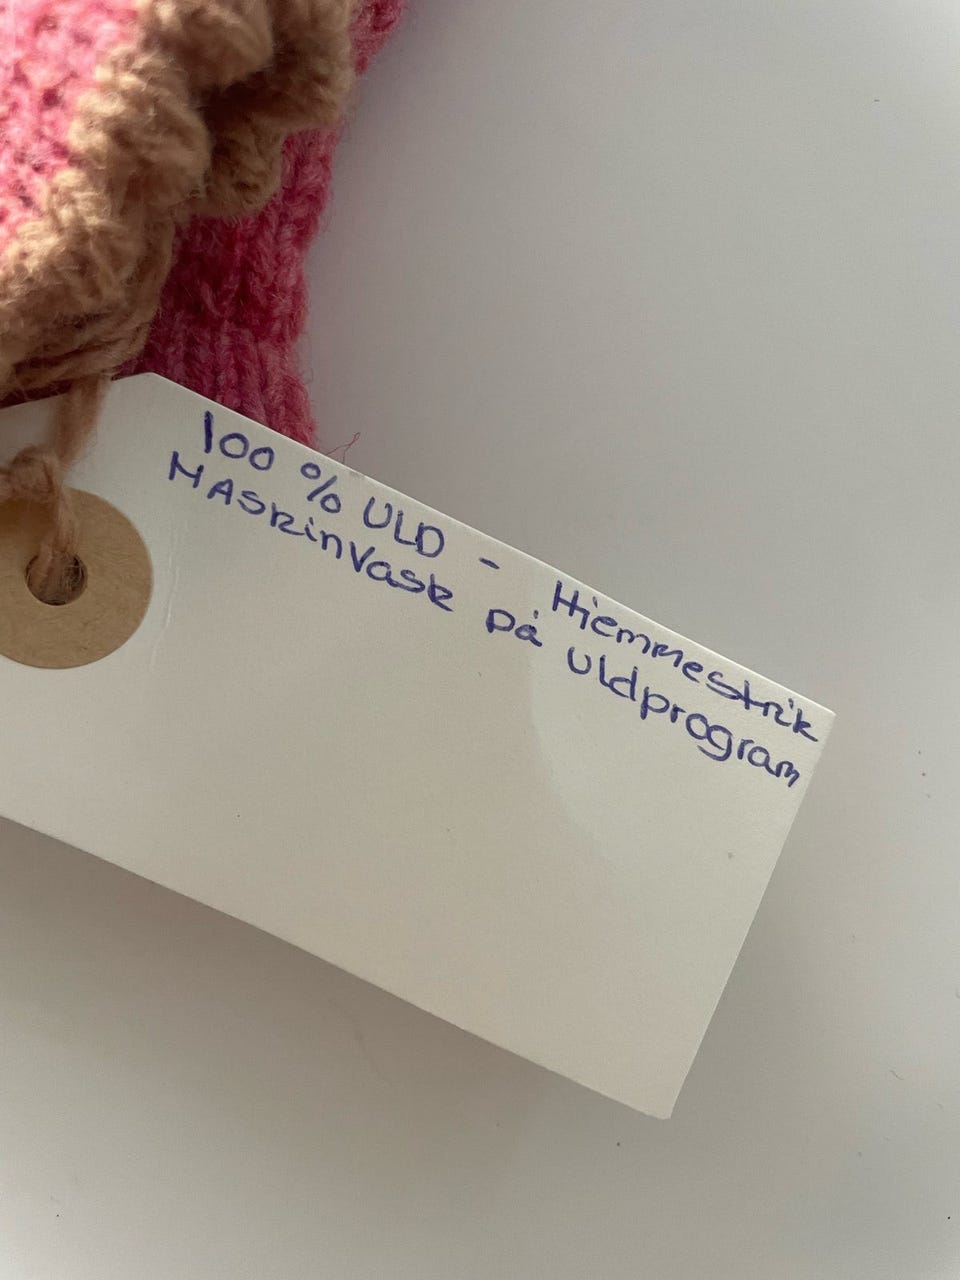 100 % ULD - Hjemmestrik
MASkinVask på Uldprogram